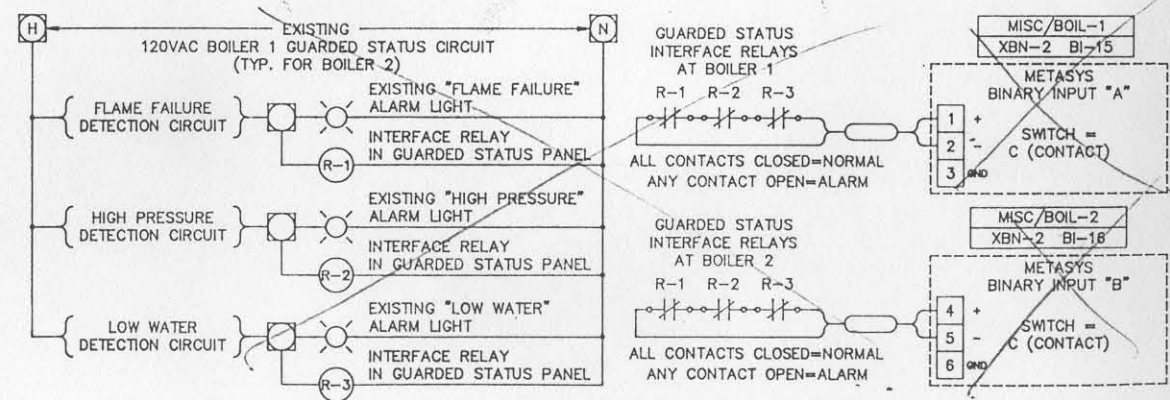 H
EXISTING
N
120VAC BOILER 1 GUARDED STATUS CIRCUIT
(TYP. FOR BOILER 2)
FLAME FAILURE
DETECTION CIRCUIT
EXISTING "FLAME FAILURE"
ALARM LIGHT
INTERFACE RELAY
IN GUARDED STATUS PANEL
R-1
HIGH PRESSURE
DETECTION CIRCUIT
EXISTING "HIGH PRESSURE"
ALARM LIGHT
INTERFACE RELAY
IN GUARDED STATUS PANEL
R-2
LOW WATER
DETECTION CIRCUIT
EXISTING "LOW WATER"
ALARM LIGHT
INTERFACE RELAY
IN GUARDED STATUS PANEL
R-3
GUARDED STATUS
INTERFACE RELAYS
AT BOILER 1
R-1 R-2 R-3
ALL CONTACTS CLOSED=NORMAL
ANY CONTACT OPEN=ALARM
MISC/BOIL-1
XBN-2 BI-15
METASYS
BINARY INPUT "A"
1 +
2 -
3 GND
SWITCH =
C (CONTACT)
GUARDED STATUS
INTERFACE RELAYS
AT BOILER 2
R-1 R-2 R-3
ALL CONTACTS CLOSED=NORMAL
ANY CONTACT OPEN=ALARM
MISC/BOIL-2
XBN-2 BI-16
METASYS
BINARY INPUT "B"
4 +
5 -
6 GND
SWITCH =
C (CONTACT)